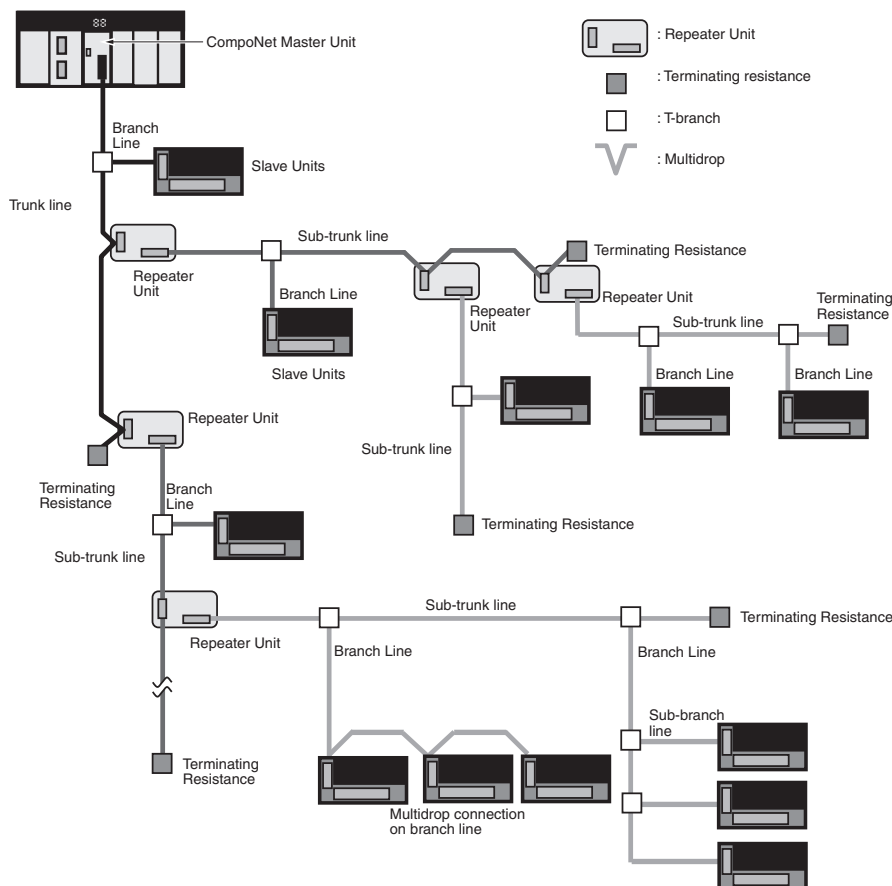 88
CompoNet Master Unit
: Repeater Unit
: Terminating resistance
: T-branch
: Multidrop
Branch
Line
Slave Units
Trunk line
Sub-trunk line
Terminating Resistance
Repeater
Unit
Branch Line
Slave Units
Repeater
Unit
Repeater Unit
Terminating
Resistance
Sub-trunk line
Branch Line
Branch Line
Repeater Unit
Sub-trunk line
Terminating
Resistance
Branch
Line
Terminating Resistance
Sub-trunk line
Sub-trunk line
Terminating Resistance
Repeater Unit
Branch Line
Branch Line
Sub-branch
line
Terminating
Resistance
Multidrop connection
on branch line